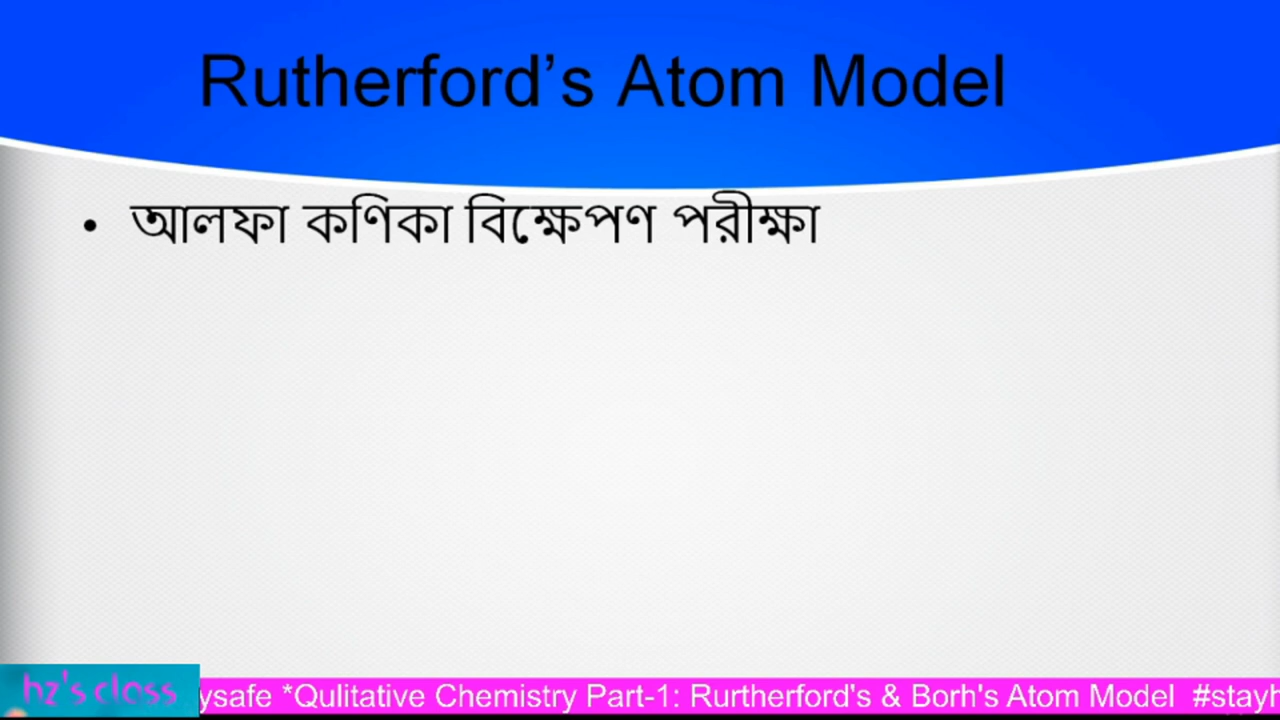 Rutherford’s Atom Model
• আলফা কণিকা বিক্ষেপণ পরীক্ষা
hz's class
ysafe *Qulitative Chemistry Part-1: Rurtherford's & Borh's Atom Model #stayh